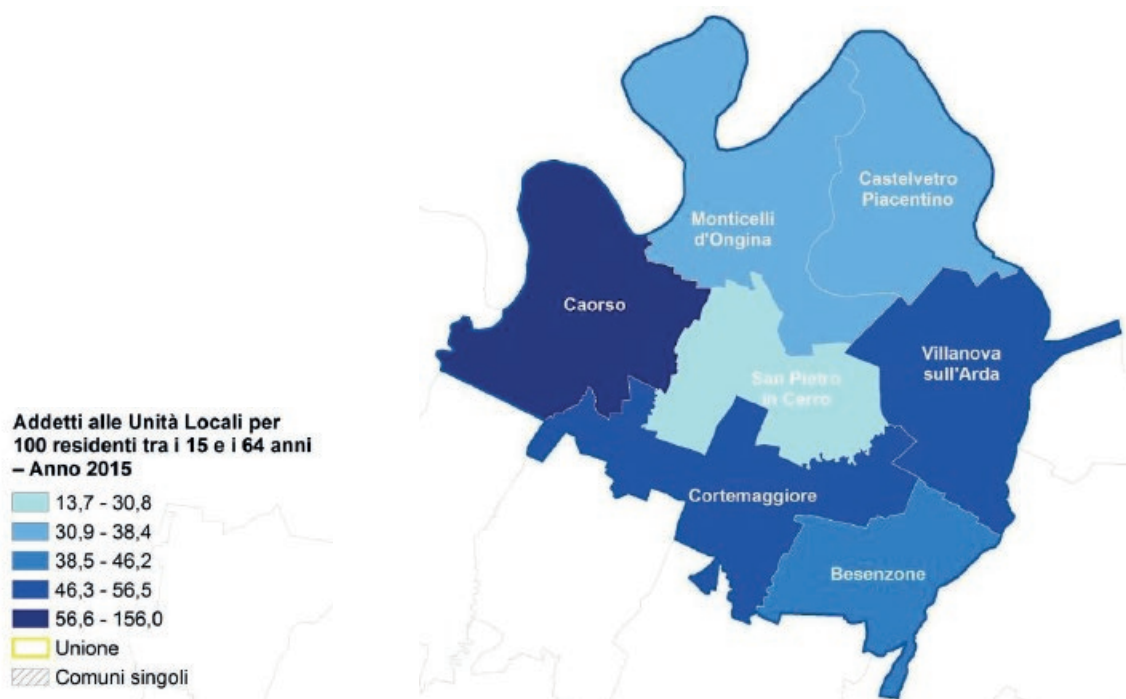 Castelvetro
Piacentino
Monticelli
d'Ongina
Caorso
Villanova
sull'Arda
San Pietro
in Cerro
Cortemaggiore
Besenzone
Addetti alle Unità Locali per
100 residenti tra i 15 e i 64 anni
– Anno 2015
13,7 - 30,8
30,9 - 38,4
38,5 - 46,2
46,3 - 56,5
56,6 - 156,0
Unione
Comuni singoli